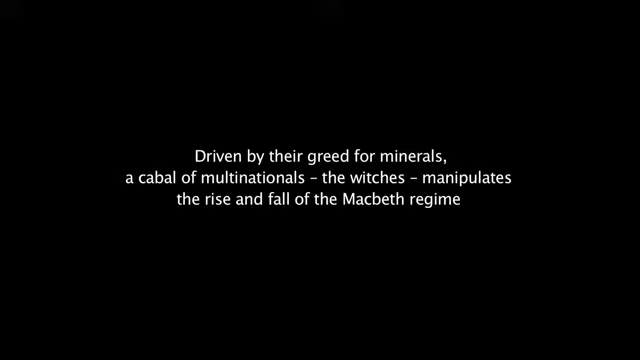 Driven by their greed for minerals,
a cabal of multinationals – the witches – manipulates
the rise and fall of the Macbeth regime